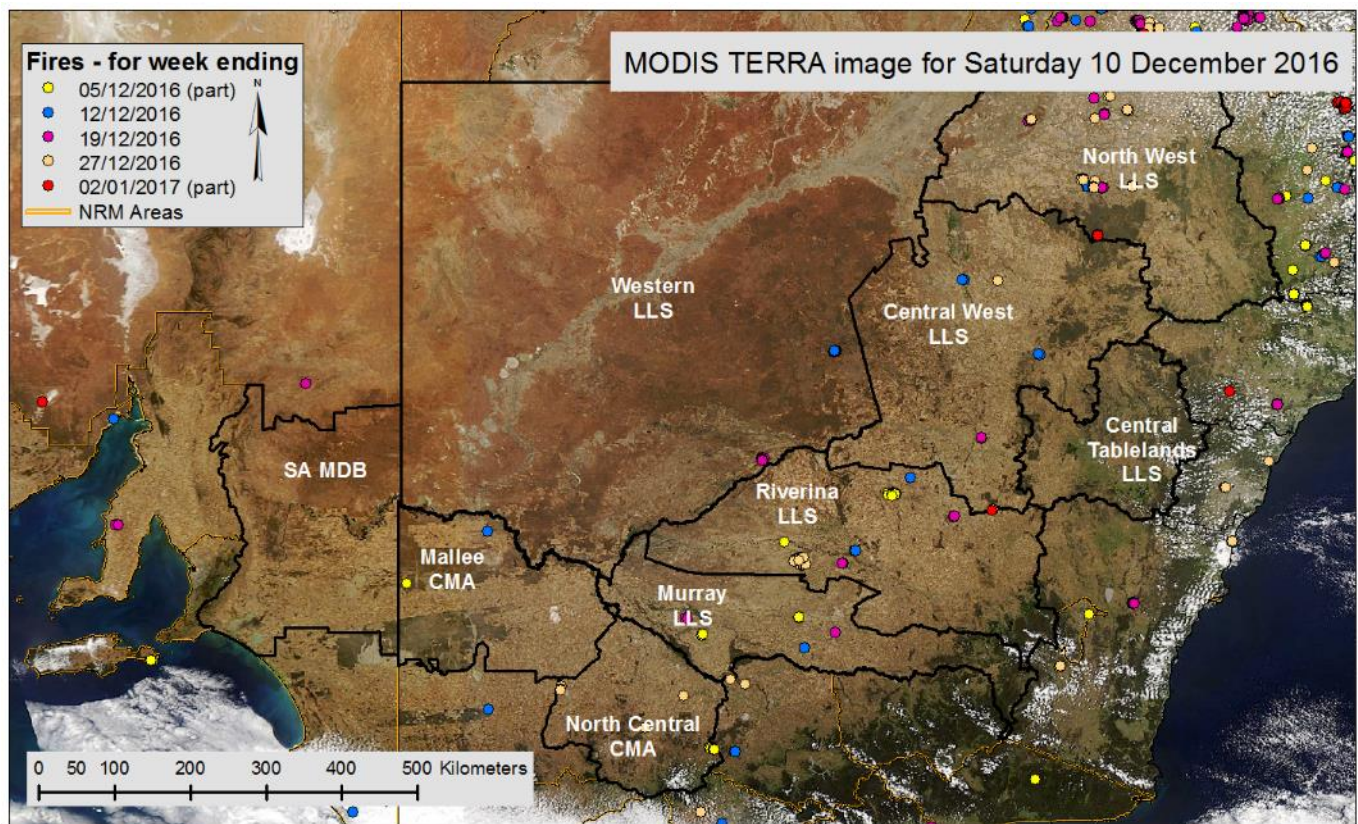 MODIS TERRA image for Saturday 10 December 2016
Fires - for week ending
N
05/12/2016 (part)
12/12/2016
19/12/2016
27/12/2016
02/01/2017 (part)
NRM Areas
North West
LLS
Western
LLS
Central West
LLS
Central
Tablelands
LLS
SA MDB
Riverina
LLS
Mallee
CMA
Murray
LLS
North Central
CMA
0 50 100 200 300 400 500 Kilometers